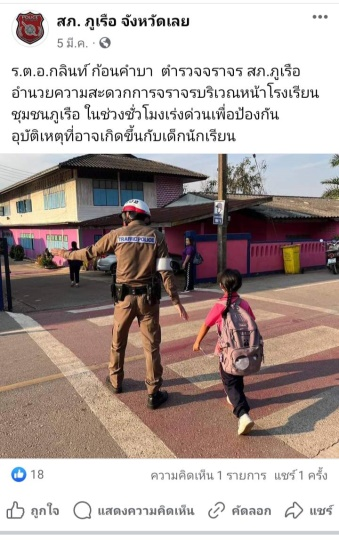 สภ. ภูเรือ จังหวัดเลย
5 มี.ค. ·
ร.ต.อ.กลินท์ ก้อนคำบา ตำรวจจราจร สภ.ภูเรือ
อำนวยความสะดวกการจราจรบริเวณหน้าโรงเรียน
ชุมชนภูเรือ ในช่วงชั่วโมงเร่งด่วนเพื่อป้องกัน
อุบัติเหตุที่อาจเกิดขึ้นกับเด็กนักเรียน
TRAFFIC POLICE
18
ความคิดเห็น 1 รายการ แชร์ 1 ครั้ง
ถูกใจ แสดงความคิดเห็น คัดลอก แชร์